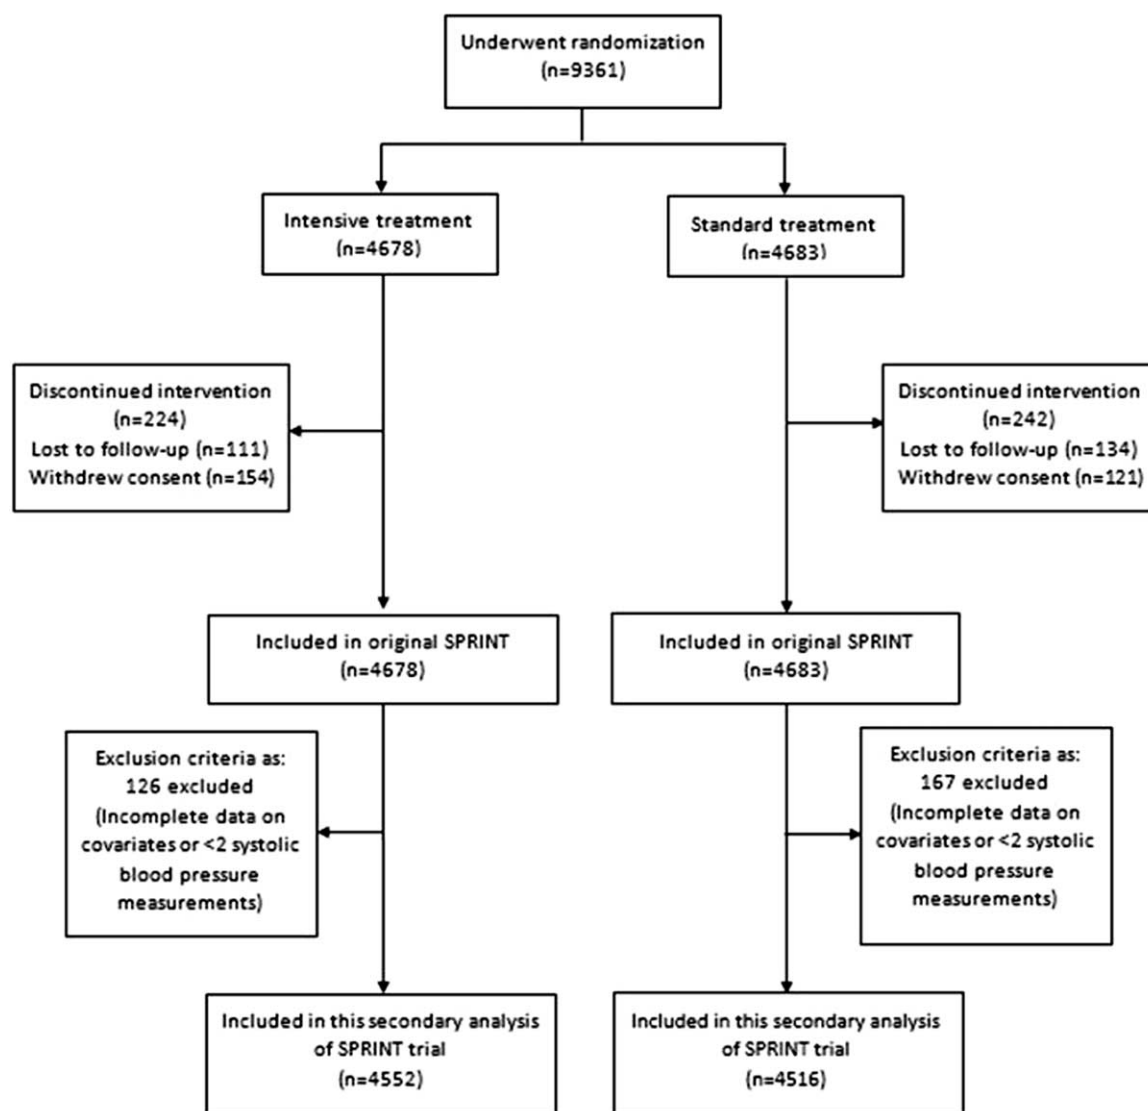 Underwent randomization
(n=9361)
Intensive treatment
(n=4678)
Standard treatment
(n=4683)
Discontinued intervention
(n=224)
Lost to follow-up (n=111)
Withdrew consent (n=154)
Discontinued intervention
(n=242)
Lost to follow-up (n=134)
Withdrew consent (n=121)
Included in original SPRINT
(n=4678)
Included in original SPRINT
(n=4683)
Exclusion criteria as:
126 excluded
(Incomplete data on
covariates or <2 systolic
blood pressure
measurements)
Exclusion criteria as:
167 excluded
(Incomplete data on
covariates or <2 systolic
blood pressure
measurements)
Included in this secondary analysis
of SPRINT trial
(n=4552)
Included in this secondary analysis
of SPRINT trial
(n=4516)